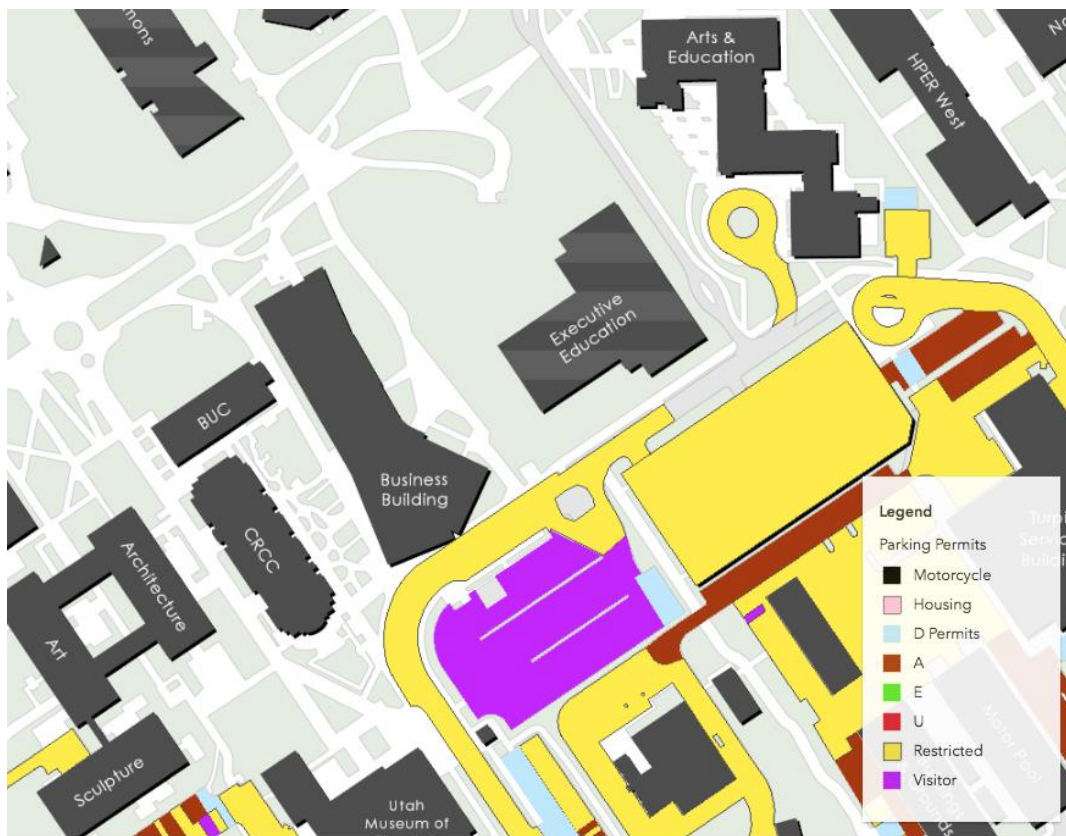 Arts &
Education
HPER West
Executive
Education
BUC
Business
Building
CRCC
Architecture
Art
Sculpture
Utah
Museum of
Legend
Parking Permits
Motorcycle
Housing
D Permits
A
E
U
Restricted
Visitor
Motor Pool